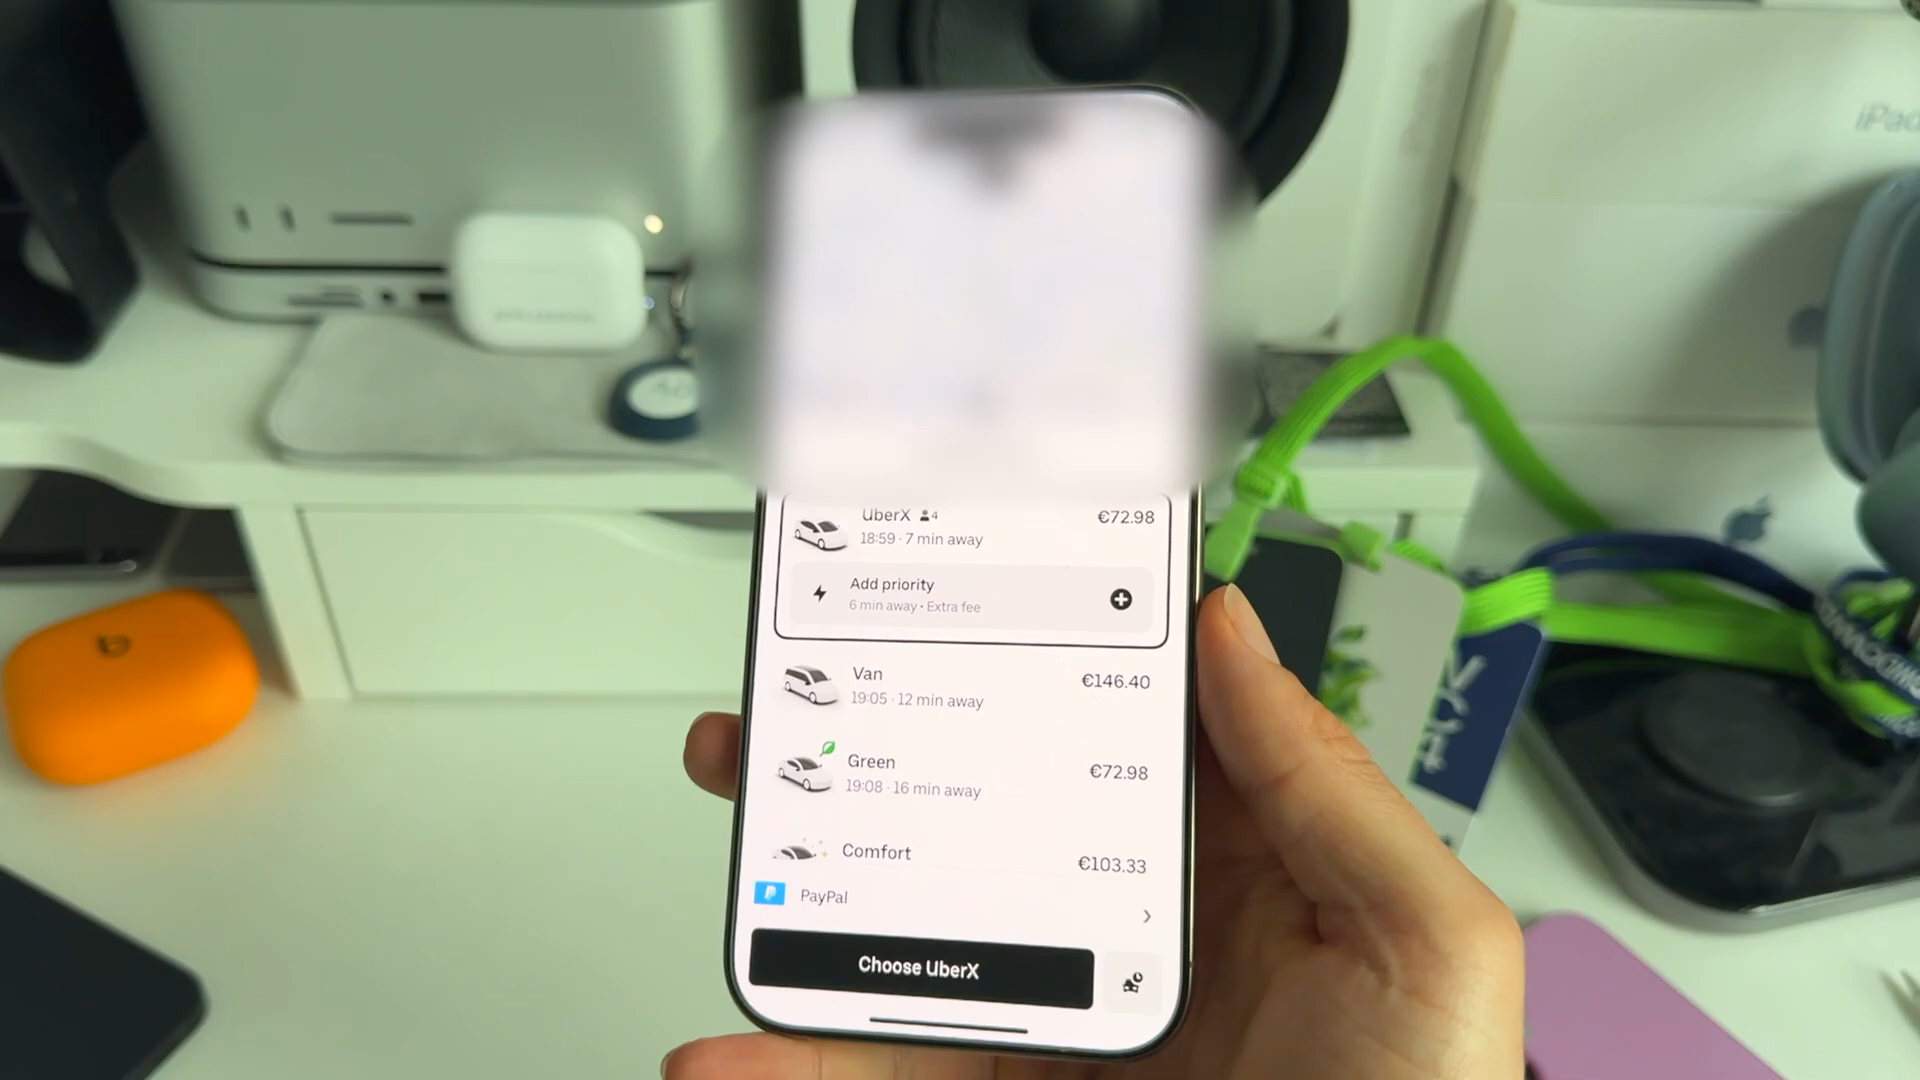 iPad
UberX 4
€72.98
18:59 · 7 min away
Add priority
6 min away • Extra fee
Van
€146.40
19:05 · 12 min away
Green
€72.98
19:08 · 16 min away
Comfort
€103.33
PayPal
Choose UberX